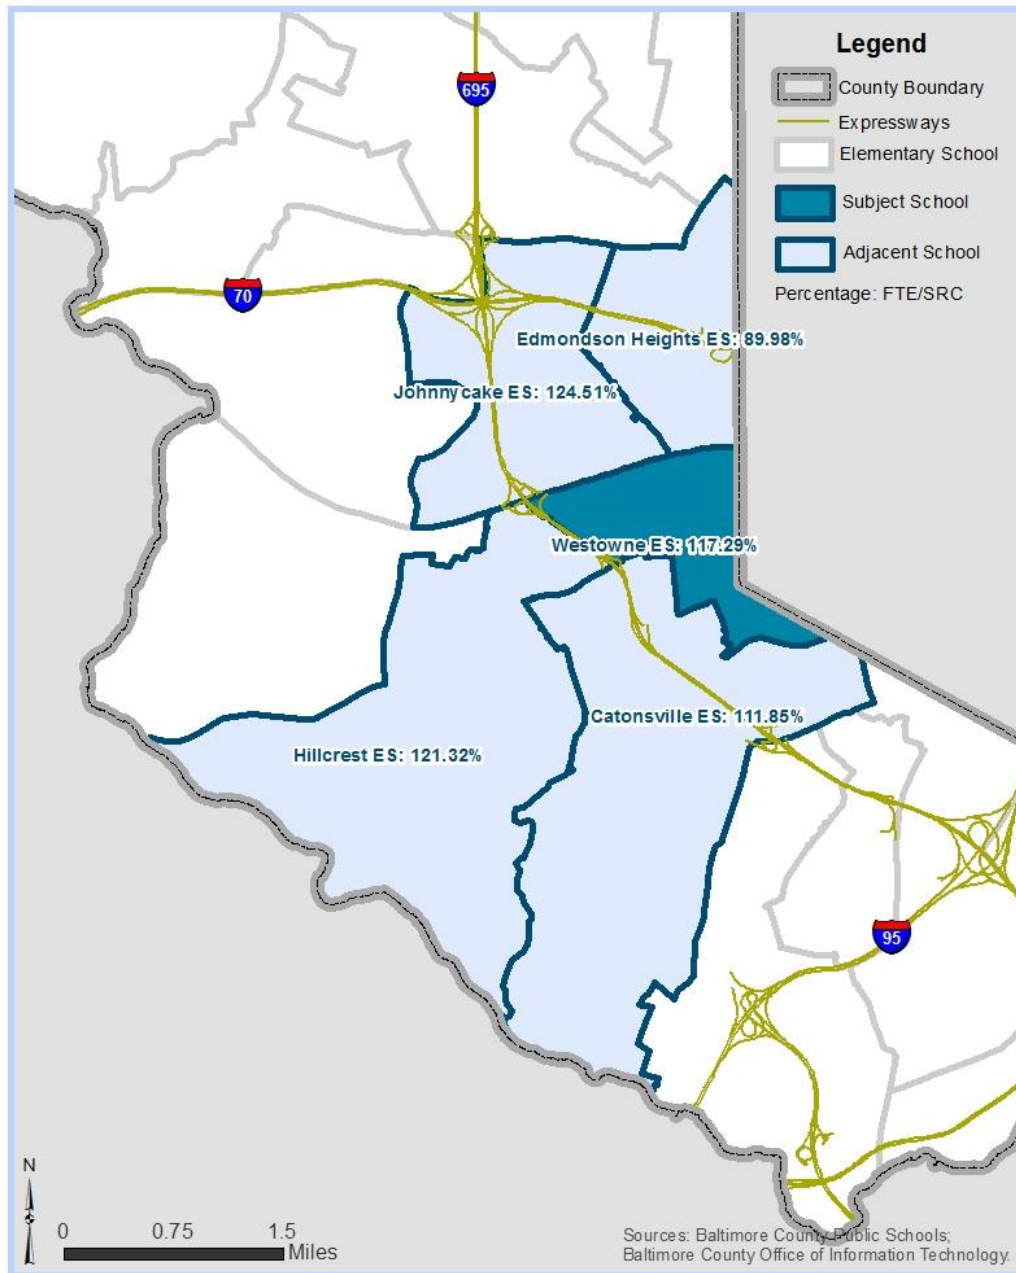 Legend
County Boundary
Expressways
Elementary School
Subject School
Adjacent School
Percentage: FTE/SRC
695
70
Edmondson Heights ES: 89.98%
Johnnycake ES: 124.51%
Westowne ES: 117.29%
Catonsville ES: 111.85%
Hillcrest ES: 121.32%
95
N
0 0.75 1.5
Miles
Sources: Baltimore County Public Schools;
Baltimore County Office of Information Technology.